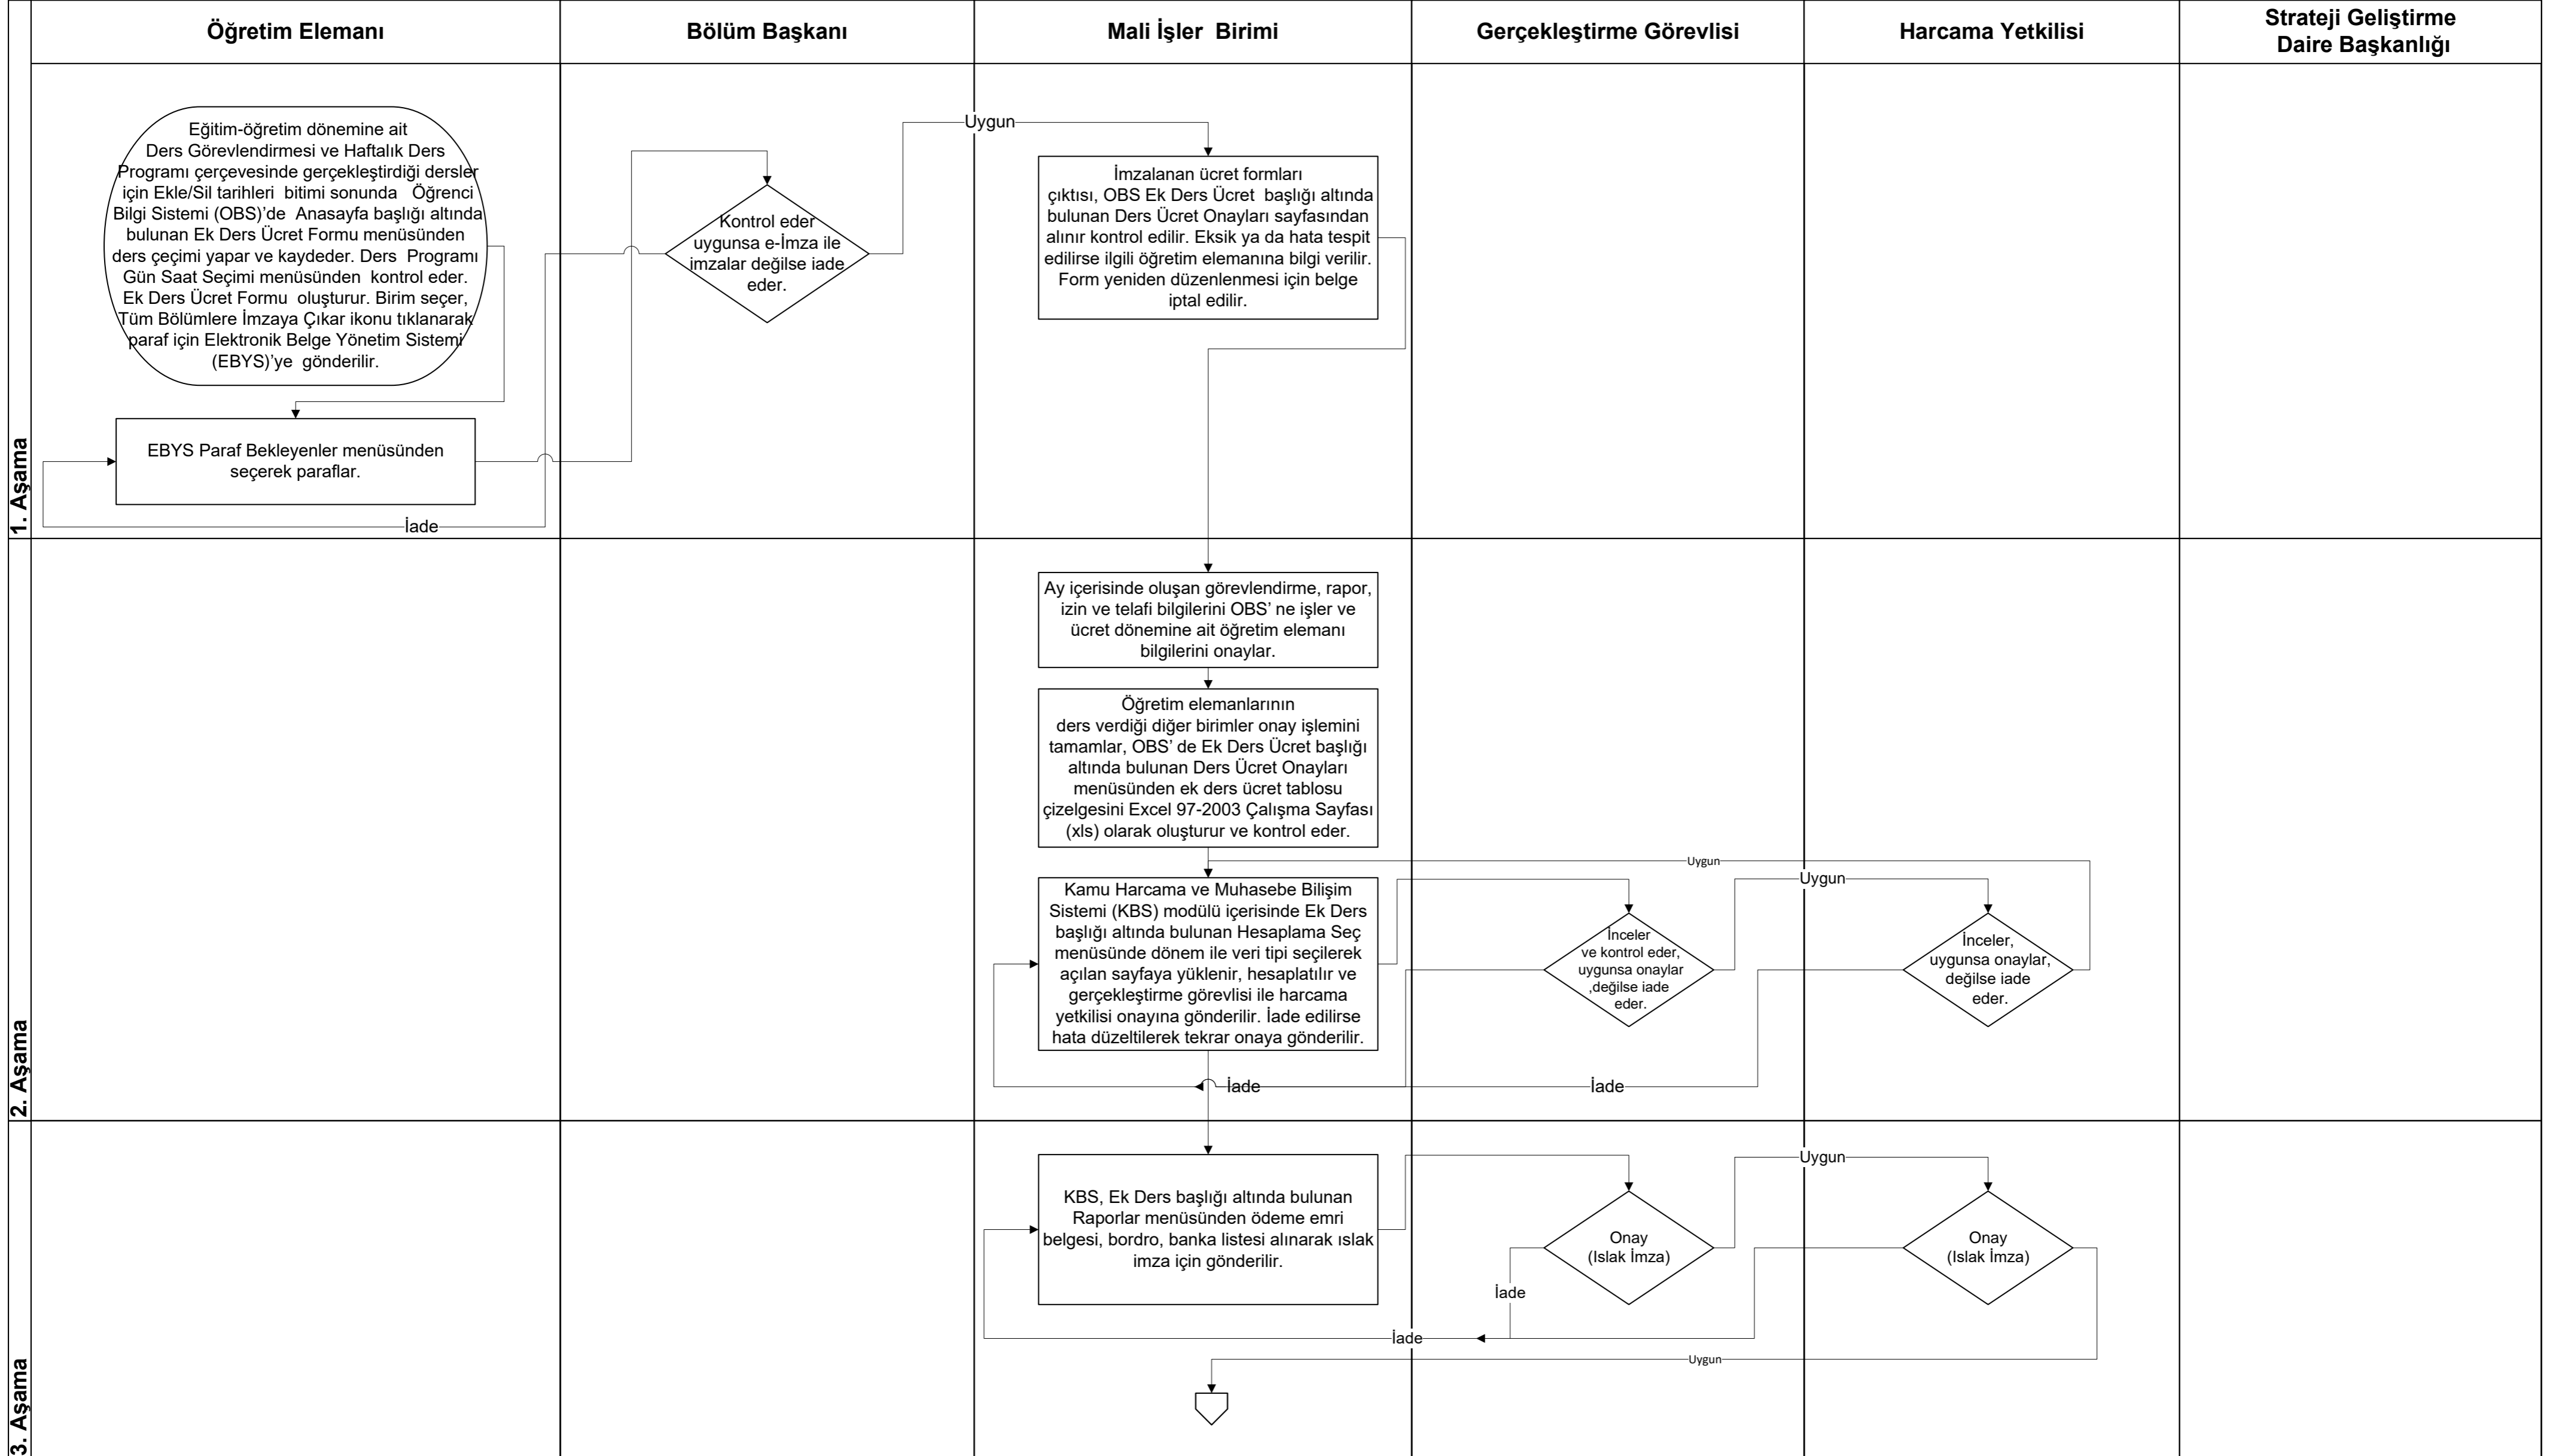 Öğretim Elemanı
Bölüm Başkanı
Mali İşler  Birimi
Gerçekleştirme Görevlisi
Harcama Yetkilisi
Strateji Geliştirme
Daire Başkanlığı
1. Aşama
Eğitim-öğretim dönemine ait
Ders Görevlendirmesi ve Haftalık Ders
Programı çerçevesinde gerçekleştirdiği dersler
için Ekle/Sil tarihleri  bitimi sonunda   Öğrenci
Bilgi Sistemi (OBS)’de  Anasayfa başlığı altında
bulunan Ek Ders Ücret Formu menüsünden
ders çeçimi yapar ve kaydeder. Ders  Programı
Gün Saat Seçimi menüsünden  kontrol eder.
Ek Ders Ücret Formu  oluşturur. Birim seçer,
Tüm Bölümlere İmzaya Çıkar ikonu tıklanarak
paraf için Elektronik Belge Yönetim Sistemi
(EBYS)’ye  gönderilir.
EBYS Paraf Bekleyenler menüsünden
seçerek paraflar.
İade
Kontrol eder
uygunsa e-İmza ile
imzalar değilse iade
eder.
Uygun
İmzalanan ücret formları
çıktısı, OBS Ek Ders Ücret  başlığı altında
bulunan Ders Ücret Onayları sayfasından
alınır kontrol edilir. Eksik ya da hata tespit
edilirse ilgili öğretim elemanına bilgi verilir.
Form yeniden düzenlenmesi için belge
iptal edilir.
2. Aşama
Ay içerisinde oluşan görevlendirme, rapor,
izin ve telafi bilgilerini OBS’ ne işler ve
ücret dönemine ait öğretim elemanı
bilgilerini onaylar.
Öğretim elemanlarının
ders verdiği diğer birimler onay işlemini
tamamlar, OBS’ de Ek Ders Ücret başlığı
altında bulunan Ders Ücret Onayları
menüsünden ek ders ücret tablosu
çizelgesini Excel 97-2003 Çalışma Sayfası
(xls) olarak oluşturur ve kontrol eder.
Uygun
Kamu Harcama ve Muhasebe Bilişim
Sistemi (KBS) modülü içerisinde Ek Ders
başlığı altında bulunan Hesaplama Seç
menüsünde dönem ile veri tipi seçilerek
açılan sayfaya yüklenir, hesaplatılır ve
gerçekleştirme görevlisi ile harcama
yetkilisi onayına gönderilir. İade edilirse
hata düzeltilerek tekrar onaya gönderilir.
İnceler
ve kontrol eder,
uygunsa onaylar
,değilse iade
eder.
Uygun
İnceler,
uygunsa onaylar,
değilse iade
eder.
İade
İade
3. Aşama
KBS, Ek Ders başlığı altında bulunan
Raporlar menüsünden ödeme emri
belgesi, bordro, banka listesi alınarak ıslak
imza için gönderilir.
Onay
(Islak İmza)
Uygun
Onay
(Islak İmza)
İade
İade
Uygun